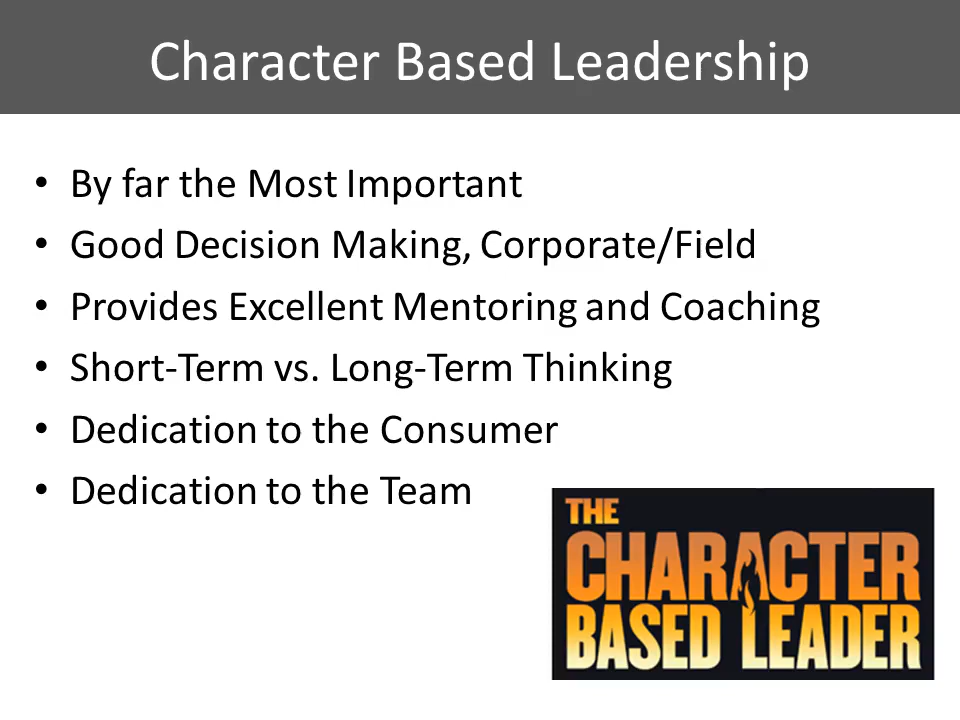 Character Based Leadership
• By far the Most Important
• Good Decision Making, Corporate/Field
• Provides Excellent Mentoring and Coaching
• Short-Term vs. Long-Term Thinking
• Dedication to the Consumer
• Dedication to the Team
THE
CHARACTER
BASED LEADER